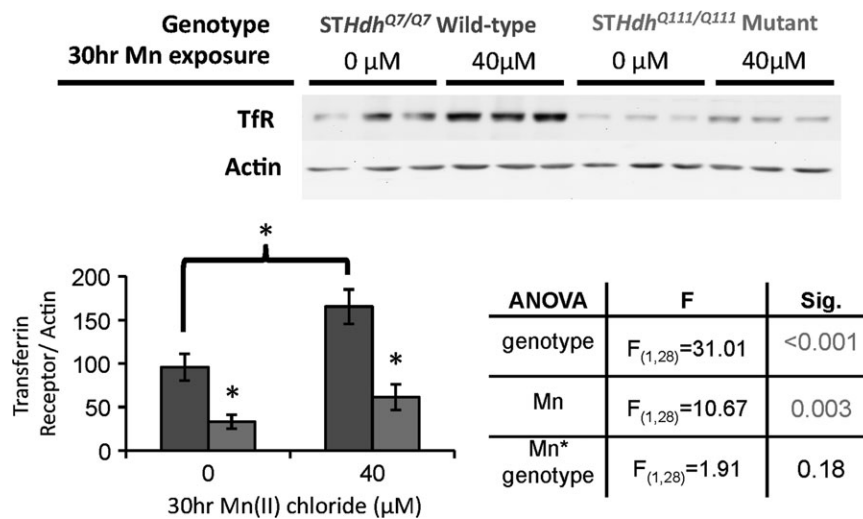 Genotype STHdhQ7/Q7 Wild-type STHdhQ111/Q111 Mutant
30hr Mn exposure 0 µM 40µM 0 µM 40µM
TfR
Actin
*
200
150
100
50
0
* *
Transferrin
Receptor/ Actin
0 40
30hr Mn(II) chloride (µM)
ANOVA F Sig.
genotype F(1,28)=31.01 <0.001
Mn F(1,28)=10.67 0.003
Mn*
genotype F(1,28)=1.91 0.18